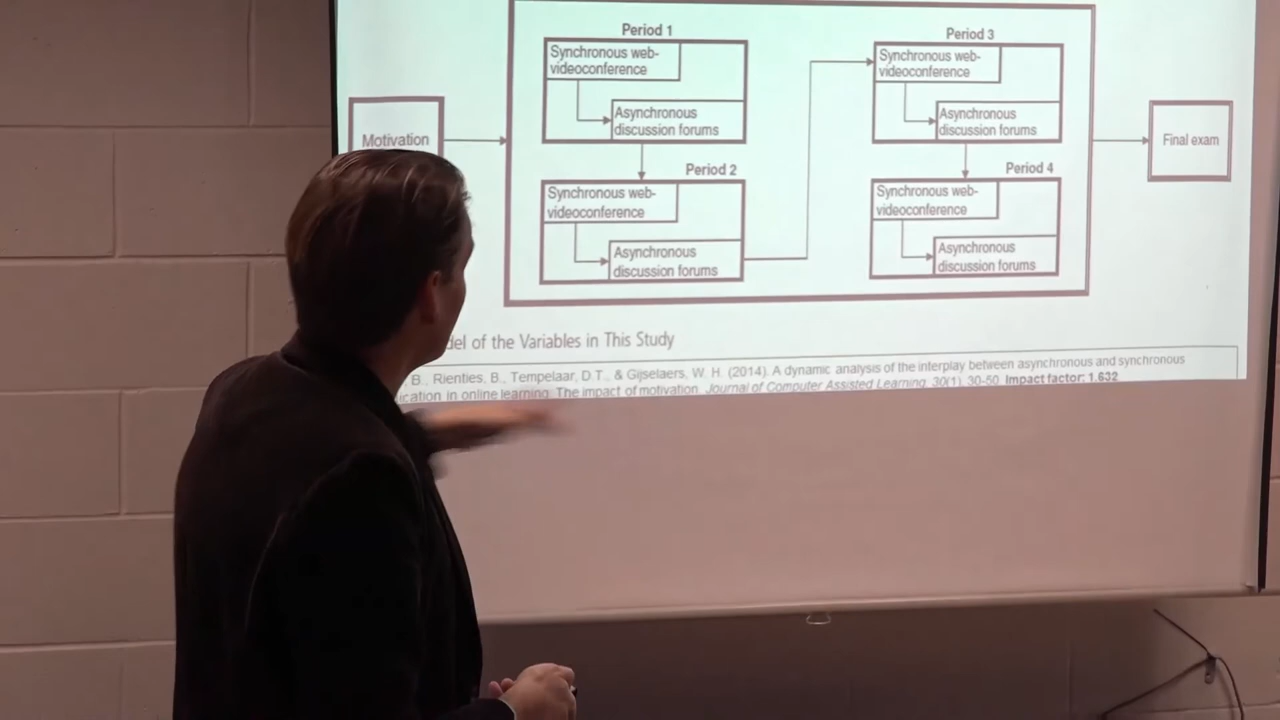 Motivation
Period 1
Synchronous web-
videoconference
Asynchronous
discussion forums
Period 2
Synchronous web-
videoconference
Asynchronous
discussion forums
Period 3
Synchronous web-
videoconference
Asynchronous
discussion forums
Period 4
Synchronous web-
videoconference
Asynchronous
discussion forums
Final exam
del of the Variables in This Study
B., Rienties, B., Tempelaar, D.T., & Gijselaers, W. H. (2014). A dynamic analysis of the interplay between asynchronous and synchronous
ication in online learning: The impact of motivation. Journal of Computer Assisted Learning, 30(1), 30-50. Impact factor: 1.632